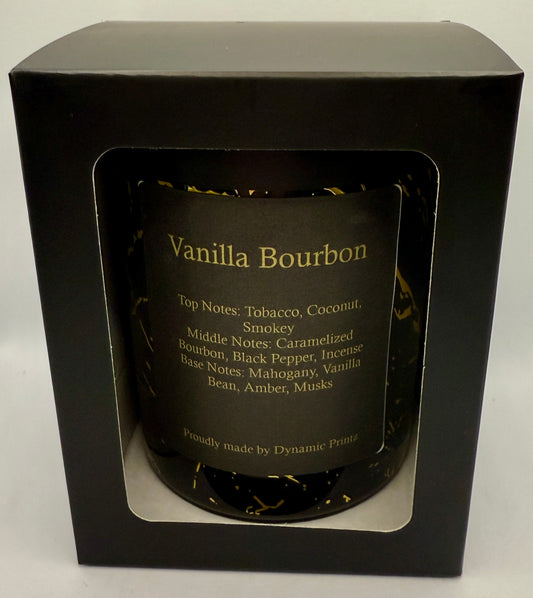 Vanilla Bourbon
Top Notes: Tobacco, Coconut,
Smokey
Middle Notes: Caramelized
Bourbon, Black Pepper, Incense
Base Notes: Mahogany, Vanilla
Bean, Amber, Musks
Proudly made by Dynamic Printz